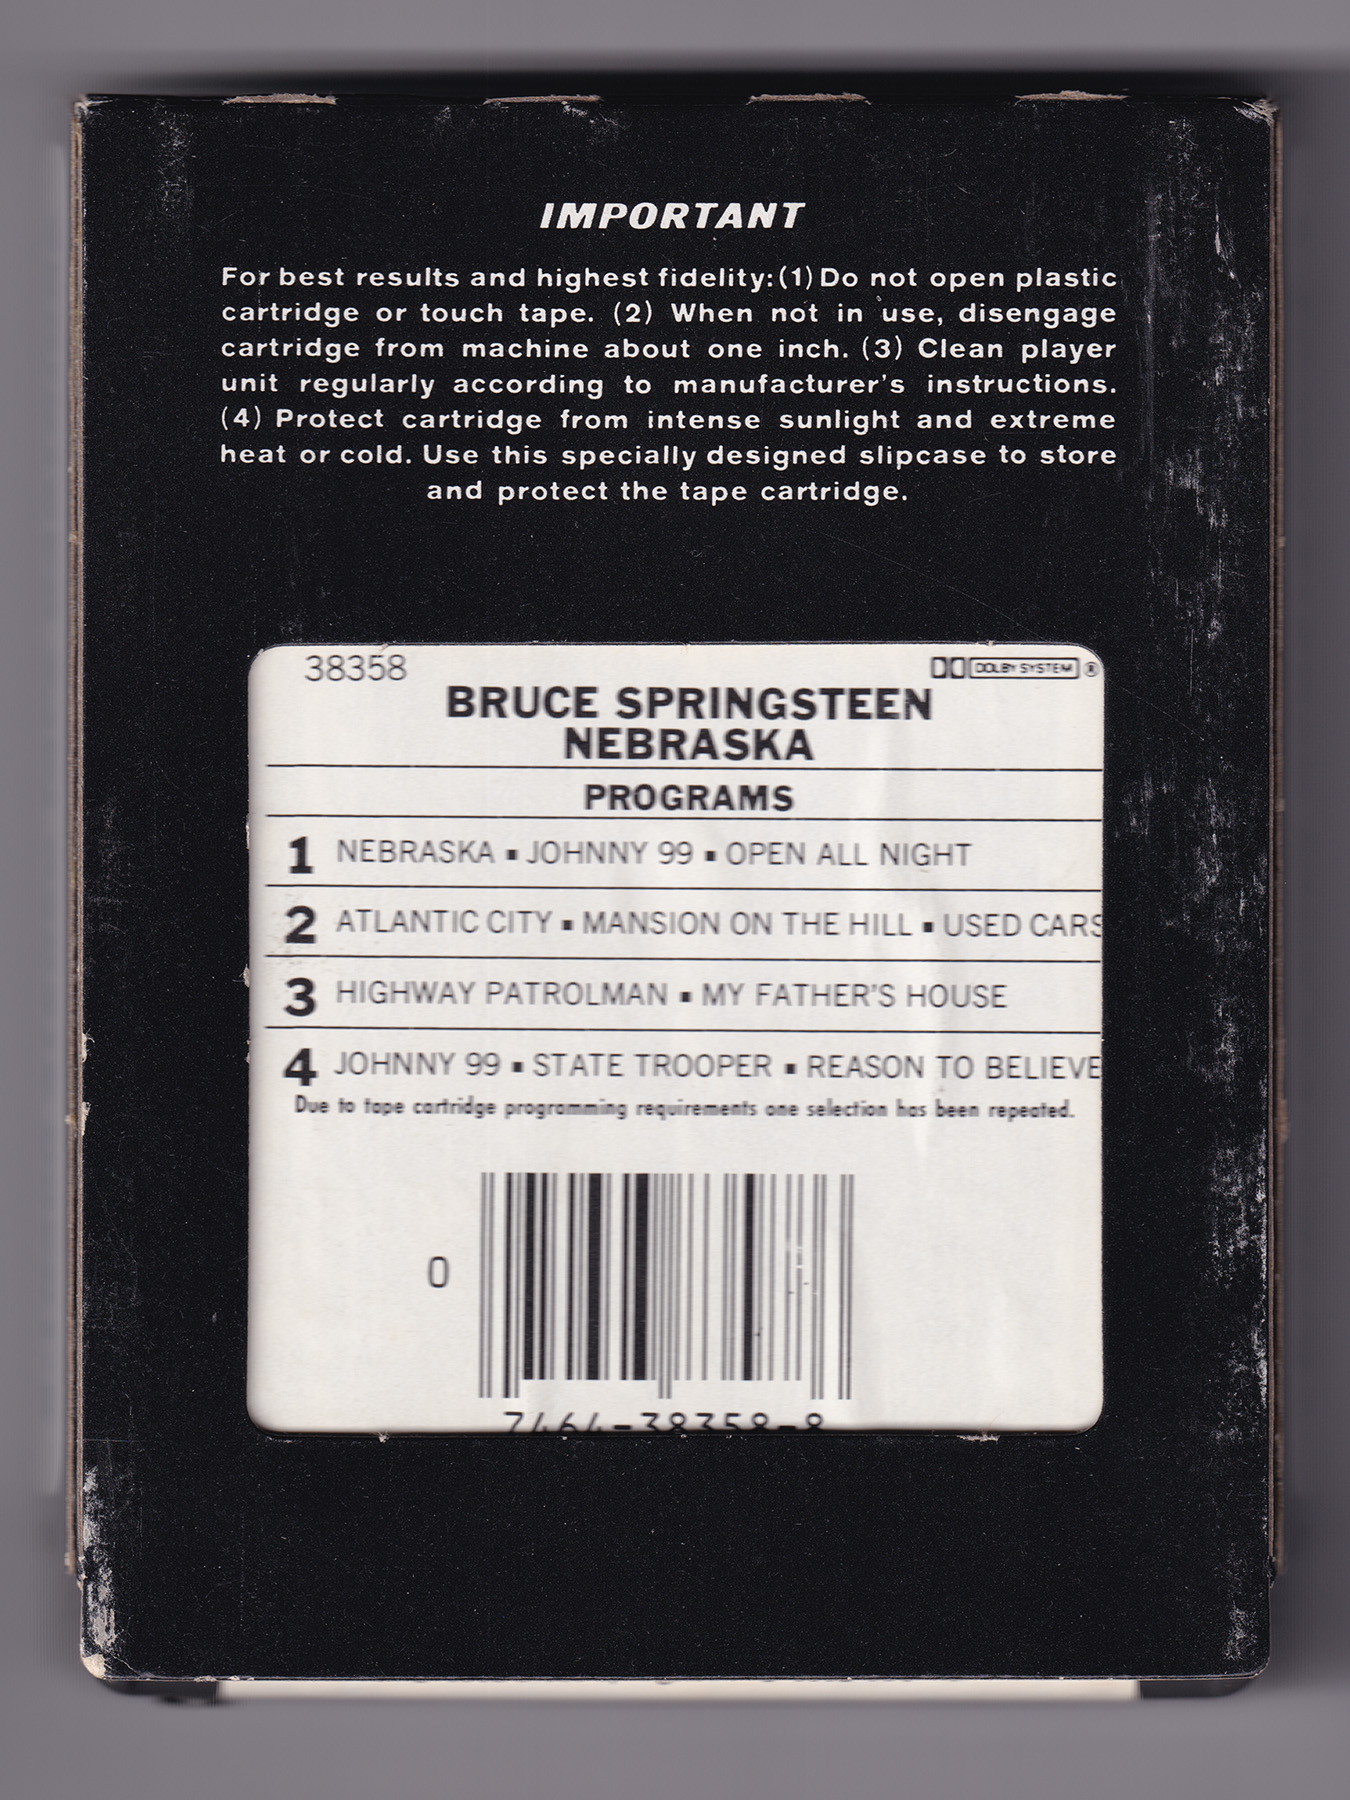 IMPORTANT
For best results and highest fidelity: (1) Do not open plastic
cartridge or touch tape. (2) When not in use, disengage
cartridge from machine about one inch. (3) Clean player
unit regularly according to manufacturer's instructions.
(4) Protect cartridge from intense sunlight and extreme
heat or cold. Use this specially designed slipcase to store
and protect the tape cartridge.
38358 DOLBY SYSTEM ®
BRUCE SPRINGSTEEN
NEBRASKA
PROGRAMS
1 NEBRASKA ▪ JOHNNY 99 ▪ OPEN ALL NIGHT
2 ATLANTIC CITY ▪ MANSION ON THE HILL ▪ USED CARS
3 HIGHWAY PATROLMAN ▪ MY FATHER'S HOUSE
4 JOHNNY 99 ▪ STATE TROOPER ▪ REASON TO BELIEVE
Due to tape cartridge programming requirements one selection has been repeated.
0
7464-38358-8